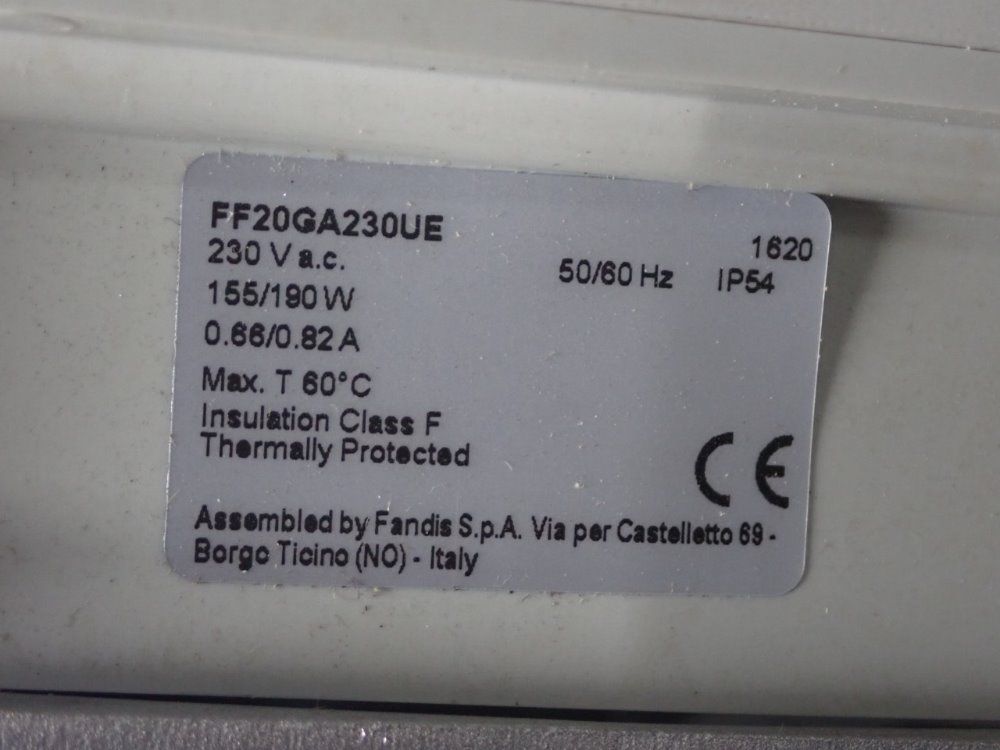 FF20GA230UE
1620
230 V a.c.
50/60 Hz IP54
155/190 W
0.66/0.82 A
Max. T 60°C
Insulation Class F
Thermally Protected
CE
Assembled by Fandis S.p.A. Via per Castelletto 69 -
Borgo Ticino (NO) - Italy